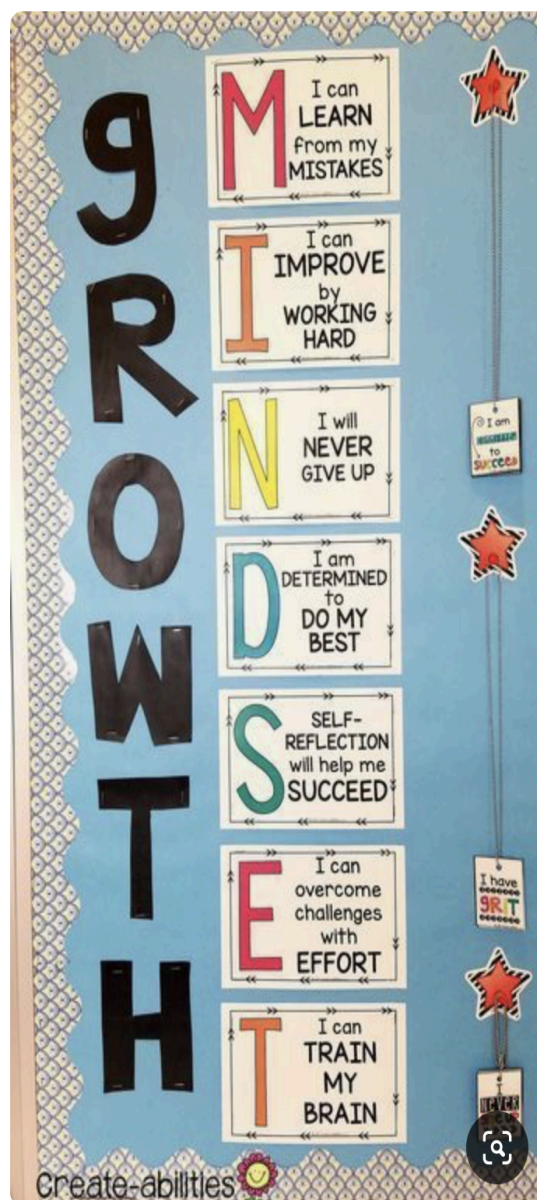 gROWTH
M
I can
LEARN
from my
MISTAKES
I
I can
IMPROVE
by
WORKING
HARD
N
I will
NEVER
GIVE UP
D
I am
DETERMINED
to
DO MY
BEST
S
SELF-
REFLECTION
will help me
SUCCEED
E
I can
overcome
challenges
with
EFFORT
T
I can
TRAIN
MY
BRAIN
I am
to
SUCCEED
I have
gRIT
I
NEVER
Create-abilities